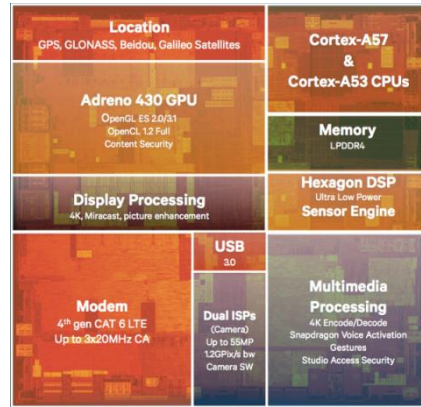 Location
GPS, GLONASS, Beidou, Galileo Satellites
Adreno 430 GPU
OpenGL ES 2.0/3.1
OpenCL 1.2 Full
Content Security
Display Processing
4K, Miracast, picture enhancement
Modem
4th gen CAT 6 LTE
Up to 3x20MHz CA
USB
3.0
Dual ISPs
(Camera)
Up to 55MP
1.2GPix/s bw
Camera SW
Cortex-A57
&
Cortex-A53 CPUs
Memory
LPDDR4
Hexagon DSP
Ultra Low Power
Sensor Engine
Multimedia
Processing
4K Encode/Decode
Snapdragon Voice Activation
Gestures
Studio Access Security